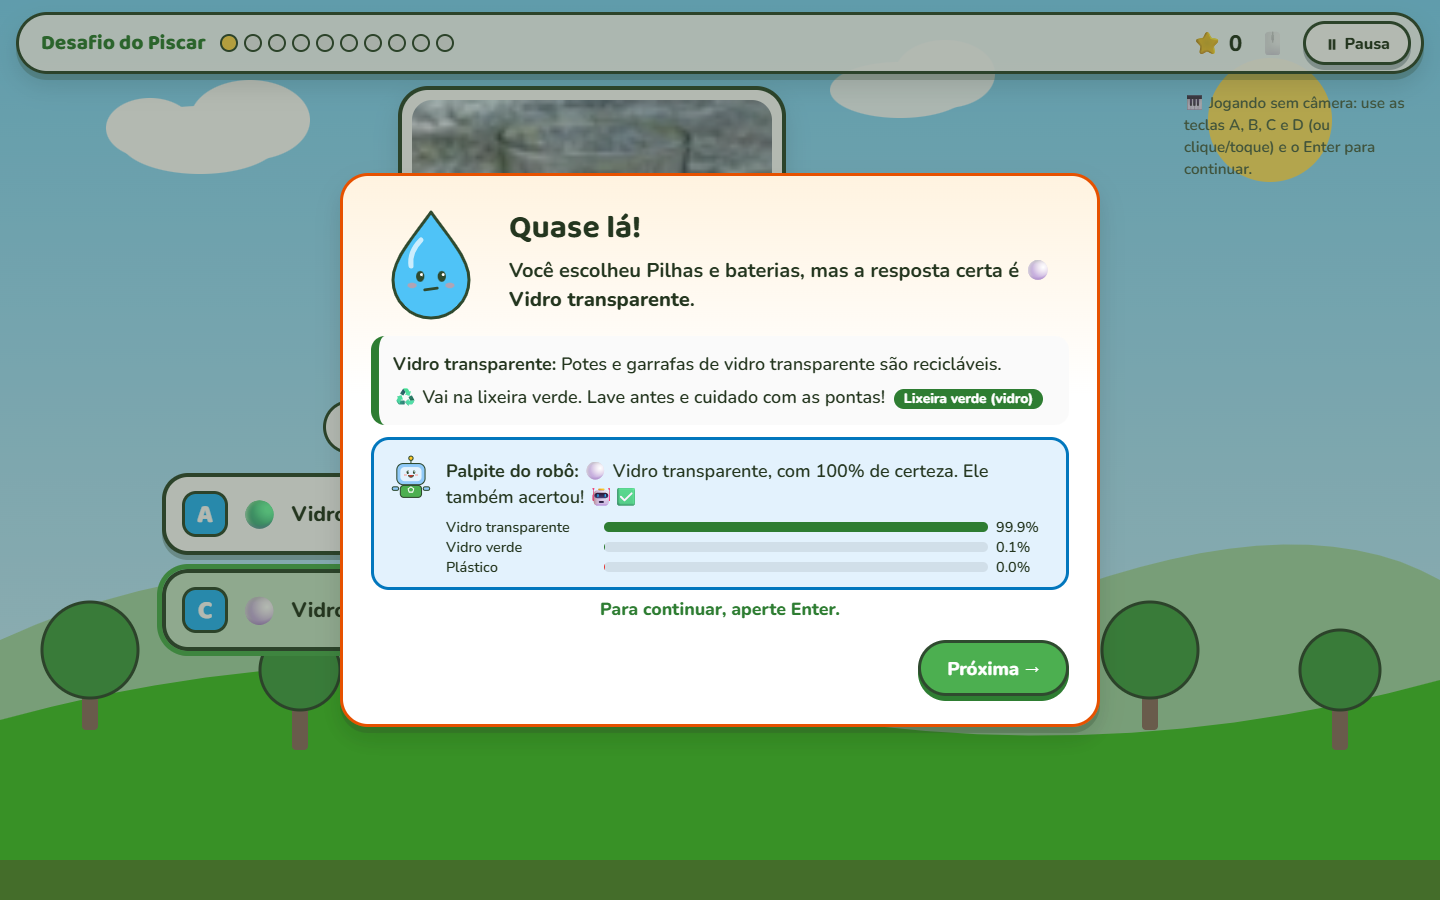 Desafio do Piscar
0
Pausa
Jogando sem câmera: use as
teclas A, B, C e D (ou
clique/toque) e o Enter para
continuar.
Quase lá!
Você escolheu Pilhas e baterias, mas a resposta certa é
Vidro transparente.
Vidro transparente: Potes e garrafas de vidro transparente são recicláveis.
Vai na lixeira verde. Lave antes e cuidado com as pontas! Lixeira verde (vidro)
Palpite do robô: Vidro transparente, com 100% de certeza. Ele
também acertou!
Vidro transparente 99.9%
Vidro verde 0.1%
Plástico 0.0%
Para continuar, aperte Enter.
Próxima →
A
C